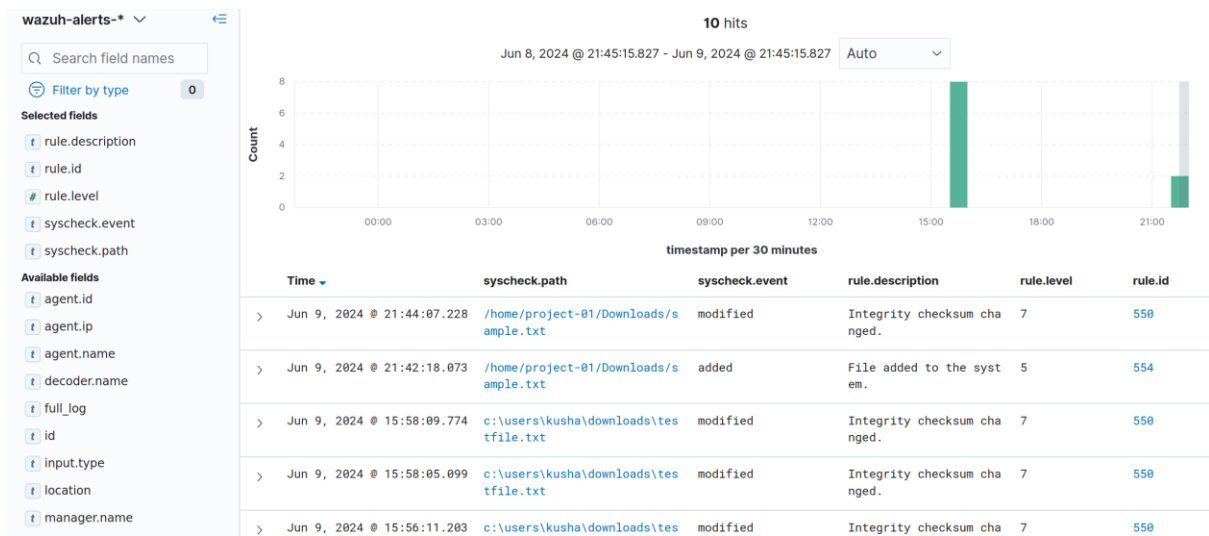 wazuh-alerts-*
Search field names
Filter by type 0
Selected fields
t rule.description
t rule.id
# rule.level
t syscheck.event
t syscheck.path
Available fields
t agent.id
t agent.ip
t agent.name
t decoder.name
t full_log
t id
t input.type
t location
t manager.name
10 hits
Jun 8, 2024 @ 21:45:15.827 - Jun 9, 2024 @ 21:45:15.827 Auto
Count
8
6
4
2
0
00:00 03:00 06:00 09:00 12:00 15:00 18:00 21:00
timestamp per 30 minutes
Time syscheck.path syscheck.event rule.description rule.level rule.id
Jun 9, 2024 @ 21:44:07.228 /home/project-01/Downloads/s modified Integrity checksum cha 7 550
ample.txt nged.
Jun 9, 2024 @ 21:42:18.073 /home/project-01/Downloads/s added File added to the syst 5 554
ample.txt em.
Jun 9, 2024 @ 15:58:09.774 c:\users\kusha\downloads\tes modified Integrity checksum cha 7 550
tfile.txt nged.
Jun 9, 2024 @ 15:58:05.099 c:\users\kusha\downloads\tes modified Integrity checksum cha 7 550
tfile.txt nged.
Jun 9, 2024 @ 15:56:11.203 c:\users\kusha\downloads\tes modified Integrity checksum cha 7 550